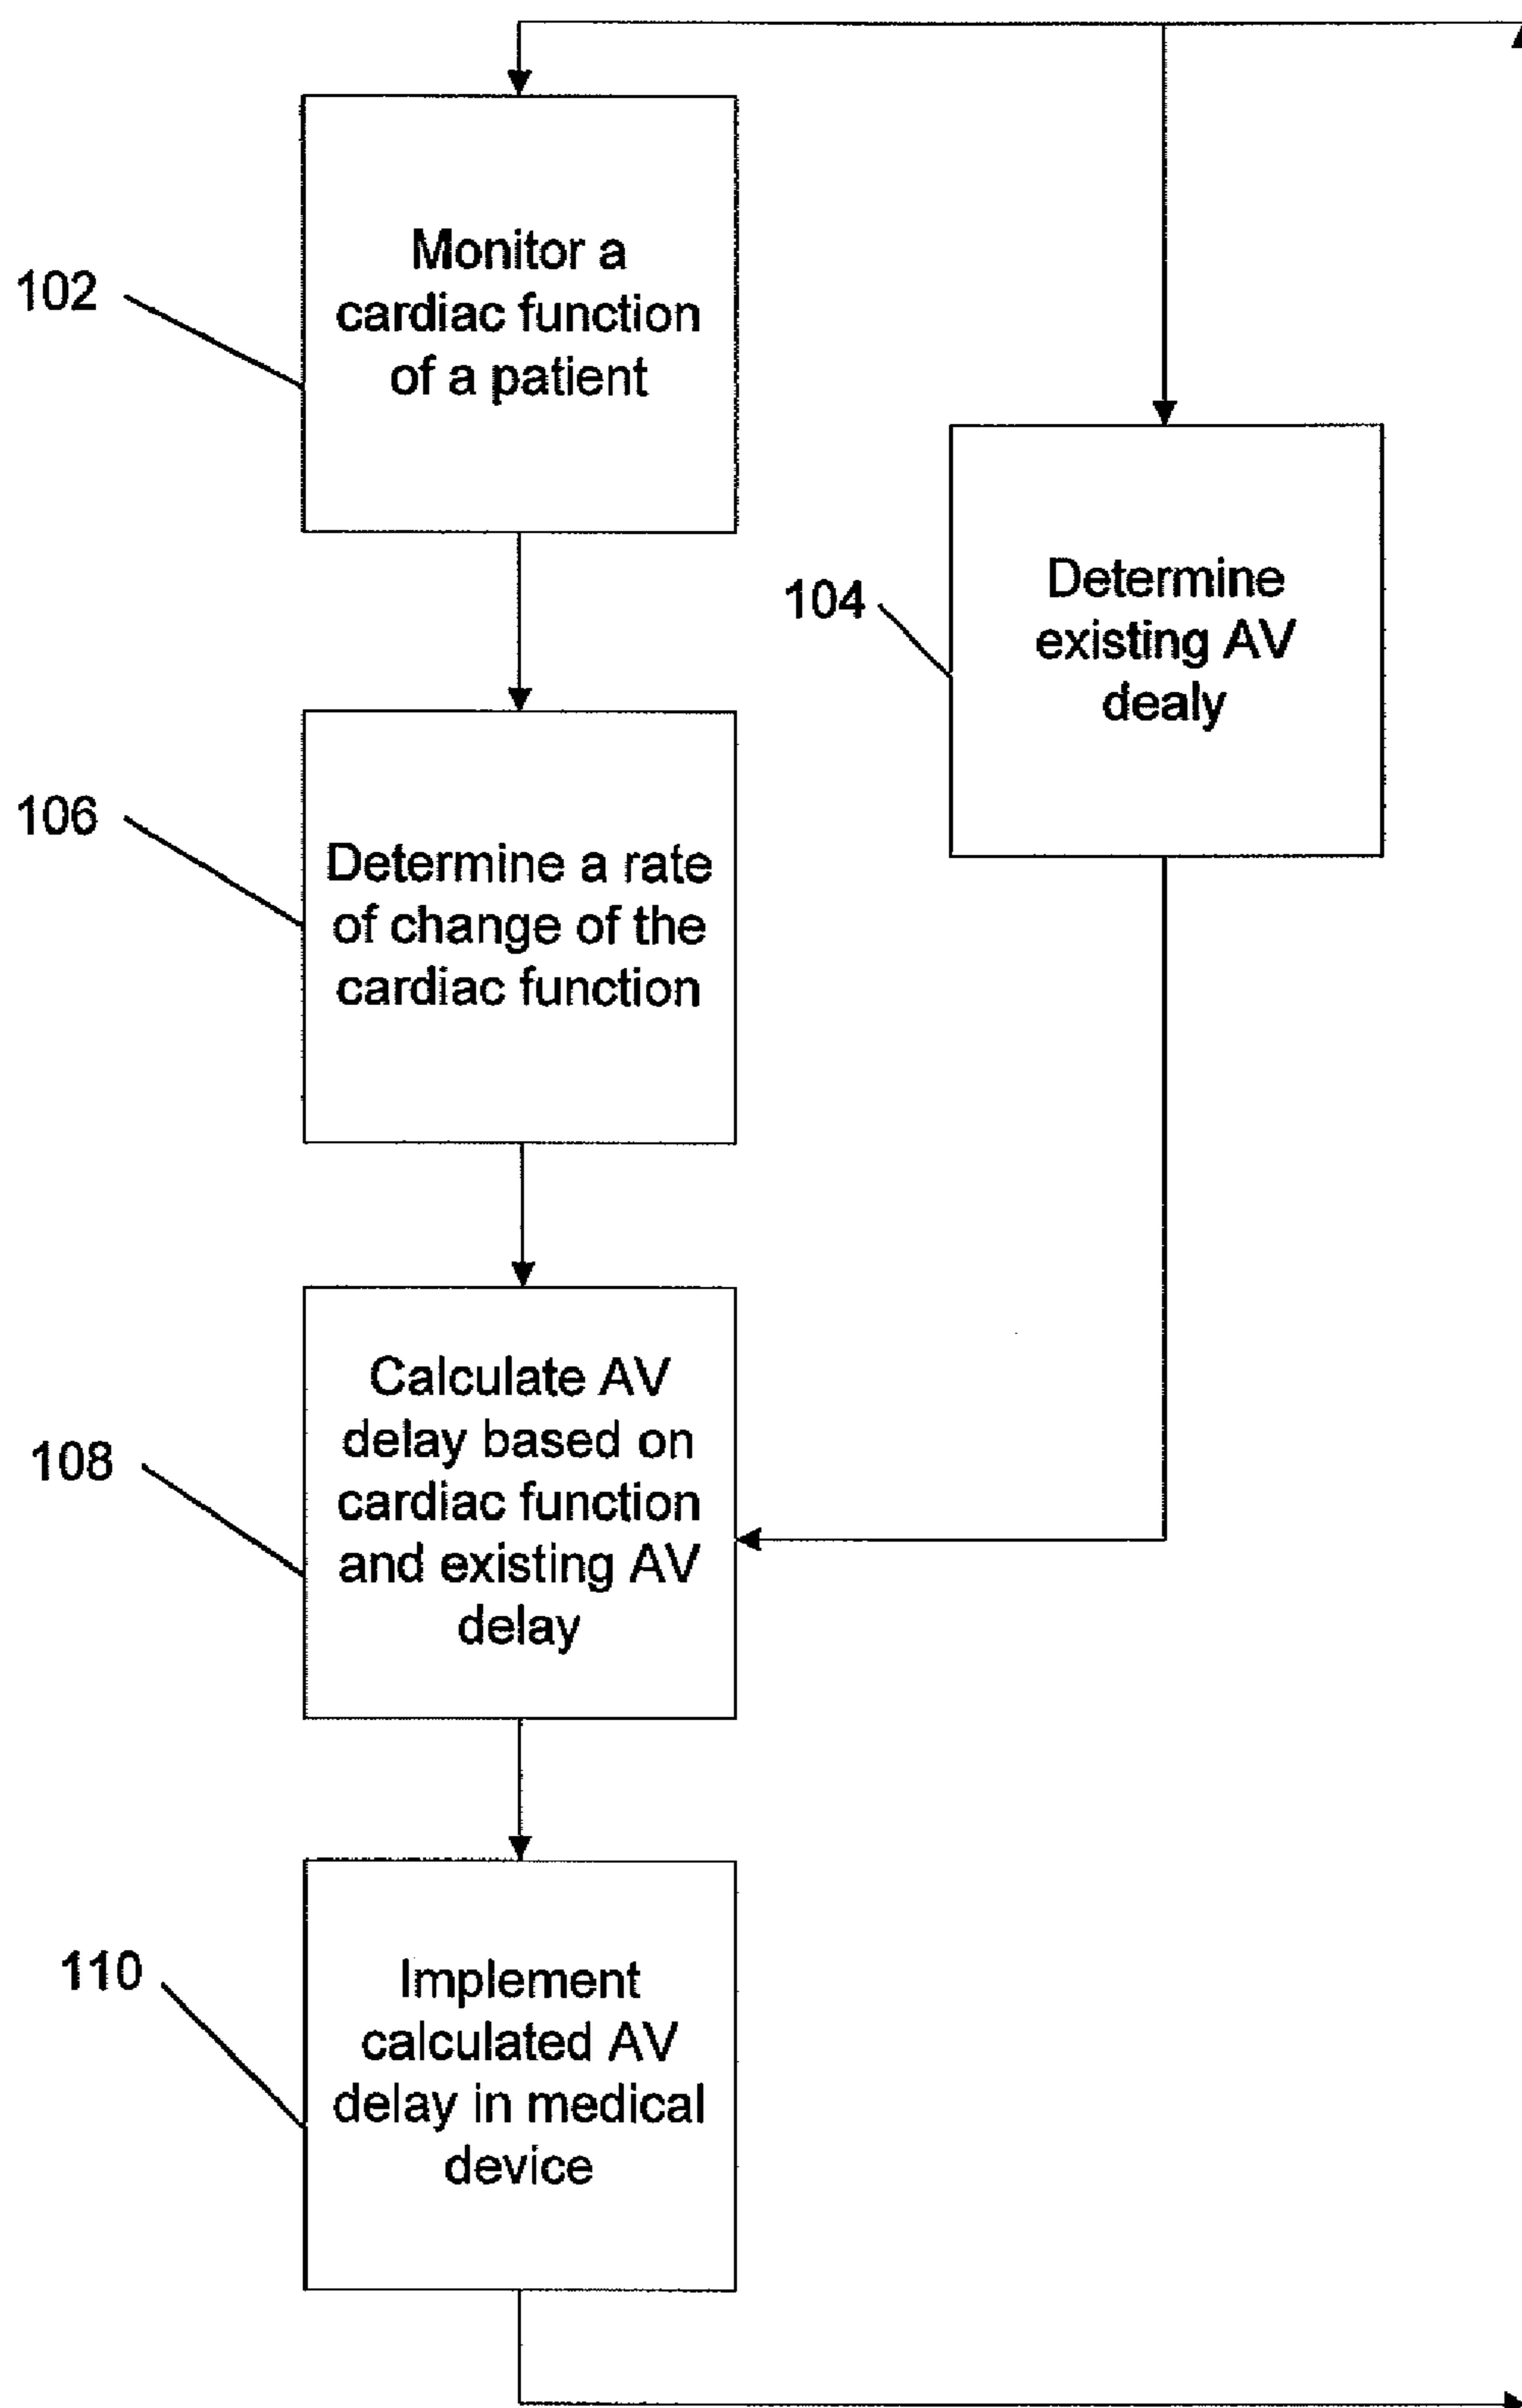 102
Monitor a
cardiac function
of a patient
104
Determine
existing AV
dealy
106
Determine a rate
of change of the
cardiac function
108
Calculate AV
delay based on
cardiac function
and existing AV
delay
110
Implement
calculated AV
delay in medical
device